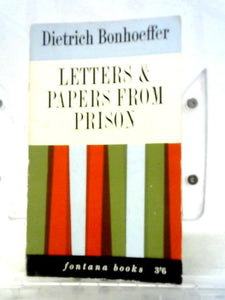 Dietrich Bonhoeffer
LETTERS &
PAPERS FROM
PRISON
fontana books 3'6